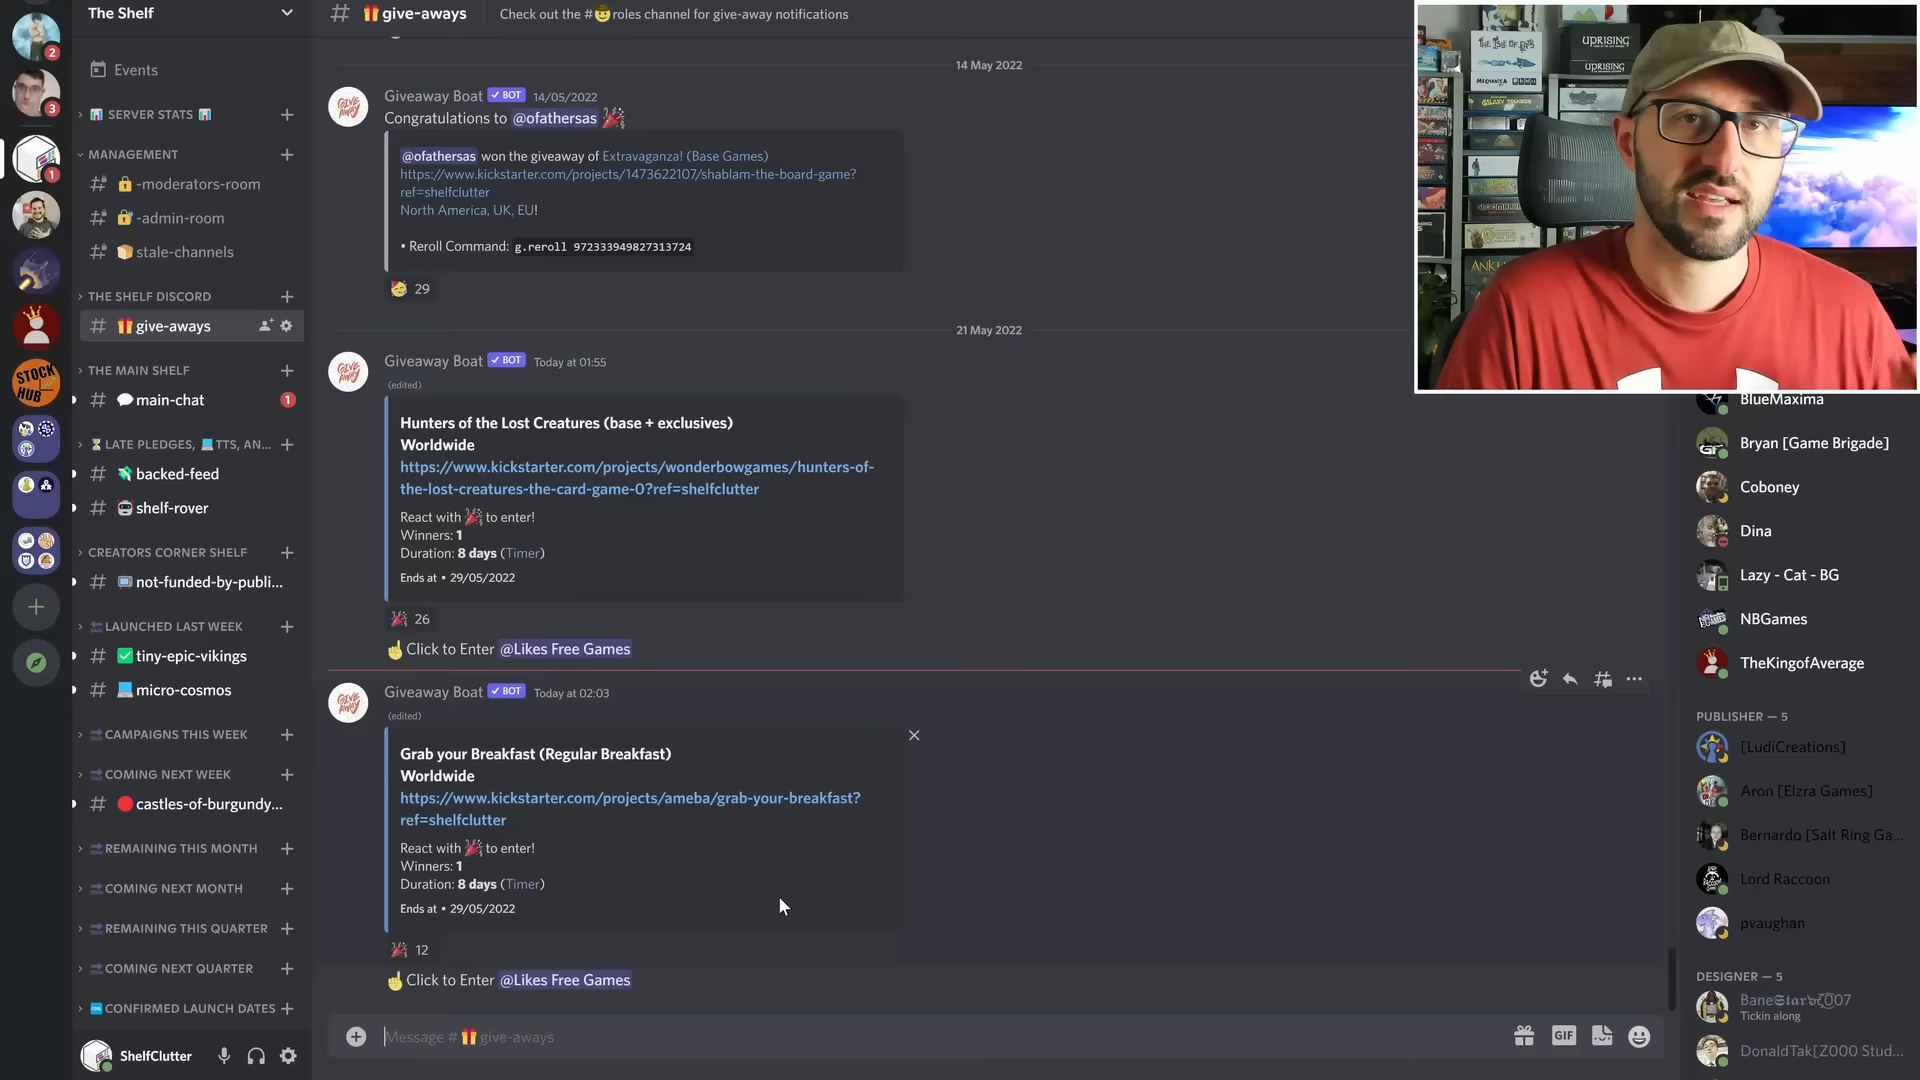 The Shelf
Events
SERVER STATS
MANAGEMENT
-moderators-room
-admin-room
stale-channels
THE SHELF DISCORD
give-aways
THE MAIN SHELF
main-chat
1
LATE PLEDGES, TTS, AN...
backed-feed
shelf-rover
CREATORS CORNER SHELF
not-funded-by-publi...
LAUNCHED LAST WEEK
tiny-epic-vikings
micro-cosmos
CAMPAIGNS THIS WEEK
COMING NEXT WEEK
castles-of-burgundy...
REMAINING THIS MONTH
COMING NEXT MONTH
REMAINING THIS QUARTER
COMING NEXT QUARTER
CONFIRMED LAUNCH DATES
ShelfClutter
2
3
1
STOCK
HUB
# give-aways
Check out the # roles channel for give-away notifications
14 May 2022
Giveaway Boat BOT 14/05/2022
Congratulations to @ofathersas
@ofathersas won the giveaway of Extravaganza! (Base Games)
https://www.kickstarter.com/projects/1473622107/shablam-the-board-game?
ref=shelfclutter
North America, UK, EU!
• Reroll Command: g.reroll 972333949827313724
29
21 May 2022
Giveaway Boat BOT Today at 01:55
(edited)
Hunters of the Lost Creatures (base + exclusives)
Worldwide
https://www.kickstarter.com/projects/wonderbowgames/hunters-of-
the-lost-creatures-the-card-game-0?ref=shelfclutter
React with to enter!
Winners: 1
Duration: 8 days (Timer)
Ends at • 29/05/2022
26
Click to Enter @Likes Free Games
Giveaway Boat BOT Today at 02:03
(edited)
Grab your Breakfast (Regular Breakfast)
Worldwide
https://www.kickstarter.com/projects/ameba/grab-your-breakfast?
ref=shelfclutter
React with to enter!
Winners: 1
Duration: 8 days (Timer)
Ends at • 29/05/2022
12
Click to Enter @Likes Free Games
Message # give-aways
GIF
UPRISING
UPRISING
MECHANICA
GALAXY TRUCKER
BlueMaxima
Bryan [Game Brigade]
Coboney
Dina
Lazy - Cat - BG
NBGames
TheKingofAverage
PUBLISHER — 5
[LudiCreations]
Aron [Elzra Games]
Bernardo [Salt Ring Ga...
Lord Raccoon
pvaughan
DESIGNER — 5
Tickin along
DonaldTak[Z000 Stud...